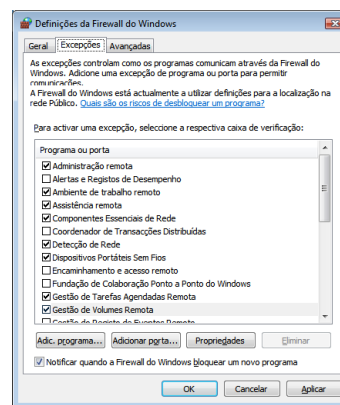 Definições da Firewall do Windows
Geral Excepções Avançadas
As excepções controlam como os programas comunicam através da Firewall do
Windows. Adicione uma excepção de programa ou porta para permitir
comunicações.
A Firewall do Windows está actualmente a utilizar definições para a localização na
rede Público. Quais são os riscos de desbloquear um programa?
Para activar uma excepção, seleccione a respectiva caixa de verificação:
Programa ou porta
Administração remota
Alertas e Registos de Desempenho
Ambiente de trabalho remoto
Assistência remota
Componentes Essenciais de Rede
Coordenador de Transacções Distribuídas
Detecção de Rede
Dispositivos Portáteis Sem Fios
Encaminhamento e acesso remoto
Fundação de Colaboração Ponto a Ponto do Windows
Gestão de Tarefas Agendadas Remota
Gestão de Volumes Remota
Gestão de Registo de Eventos Remota
Adic. programa... Adicionar porta... Propriedades Eliminar
Notificar quando a Firewall do Windows bloquear um novo programa
OK Cancelar Aplicar